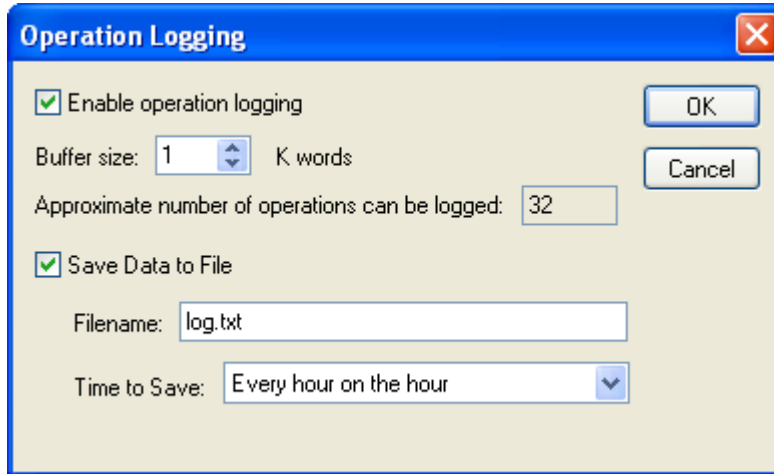 Operation Logging
Enable operation logging
OK
Buffer size: 1 K words
Cancel
Approximate number of operations can be logged: 32
Save Data to File
Filename: log.txt
Time to Save: Every hour on the hour